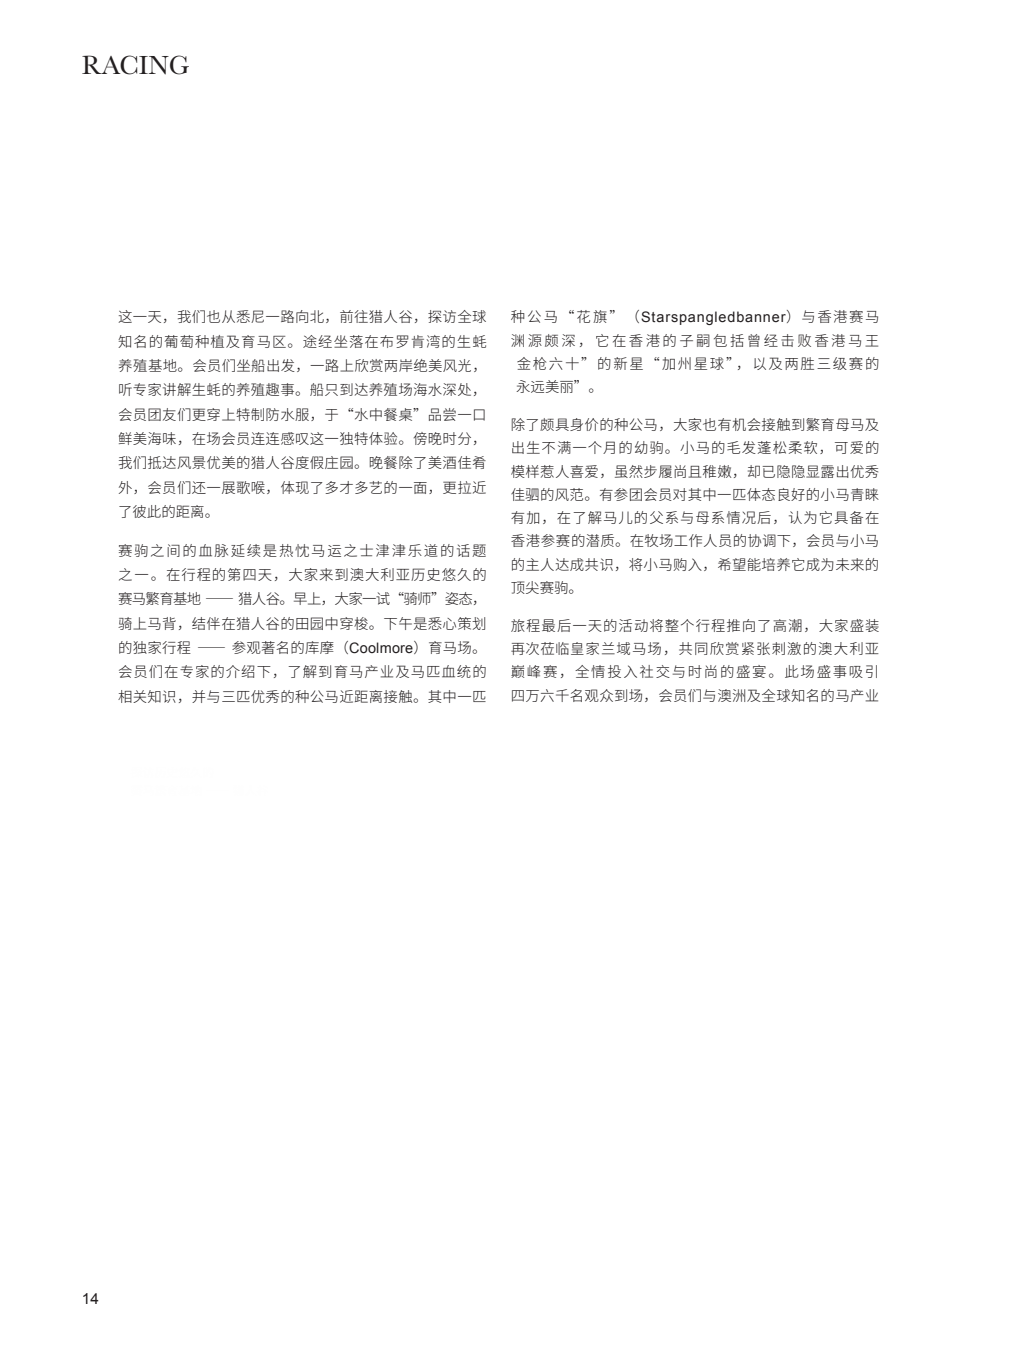 RACING
这一天，我们也从悉尼一路向北，前往猎人谷，探访全球
知名的葡萄种植及育马区。途经坐落在布罗肯湾的生蚝
养殖基地。会员们坐船出发，一路上欣赏两岸绝美风光，
听专家讲解生蚝的养殖趣事。船只到达养殖场海水深处，
会员团友们更穿上特制防水服，于“水中餐桌”品尝一口
鲜美海味，在场会员连连感叹这一独特体验。傍晚时分，
我们抵达风景优美的猎人谷度假庄园。晚餐除了美酒佳肴
外，会员们还一展歌喉，体现了多才多艺的一面，更拉近
了彼此的距离。
赛驹之间的血脉延续是热忱马运之士津津乐道的话题
之一。在行程的第四天，大家来到澳大利亚历史悠久的
赛马繁育基地 —— 猎人谷。早上，大家一试“骑师”姿态，
骑上马背，结伴在猎人谷的田园中穿梭。下午是悉心策划
的独家行程 —— 参观著名的库摩（Coolmore）育马场。
会员们在专家的介绍下，了解到育马产业及马匹血统的
相关知识，并与三匹优秀的种公马近距离接触。其中一匹
种公马“花旗”（Starspangledbanner）与香港赛马
渊源颇深，它在香港的子嗣包括曾经击败香港马王
金枪六十”的新星“加州星球”，以及两胜三级赛的
永远美丽”。
除了颇具身价的种公马，大家也有机会接触到繁育母马及
出生不满一个月的幼驹。小马的毛发蓬松柔软，可爱的
模样惹人喜爱，虽然步履尚且稚嫩，却已隐隐显露出优秀
佳驷的风范。有参团会员对其中一匹体态良好的小马青睐
有加，在了解马儿的父系与母系情况后，认为它具备在
香港参赛的潜质。在牧场工作人员的协调下，会员与小马
的主人达成共识，将小马购入，希望能培养它成为未来的
顶尖赛驹。
旅程最后一天的活动将整个行程推向了高潮，大家盛装
再次莅临皇家兰域马场，共同欣赏紧张刺激的澳大利亚
巅峰赛，全情投入社交与时尚的盛宴。此场盛事吸引
四万六千名观众到场，会员们与澳洲及全球知名的马产业
14